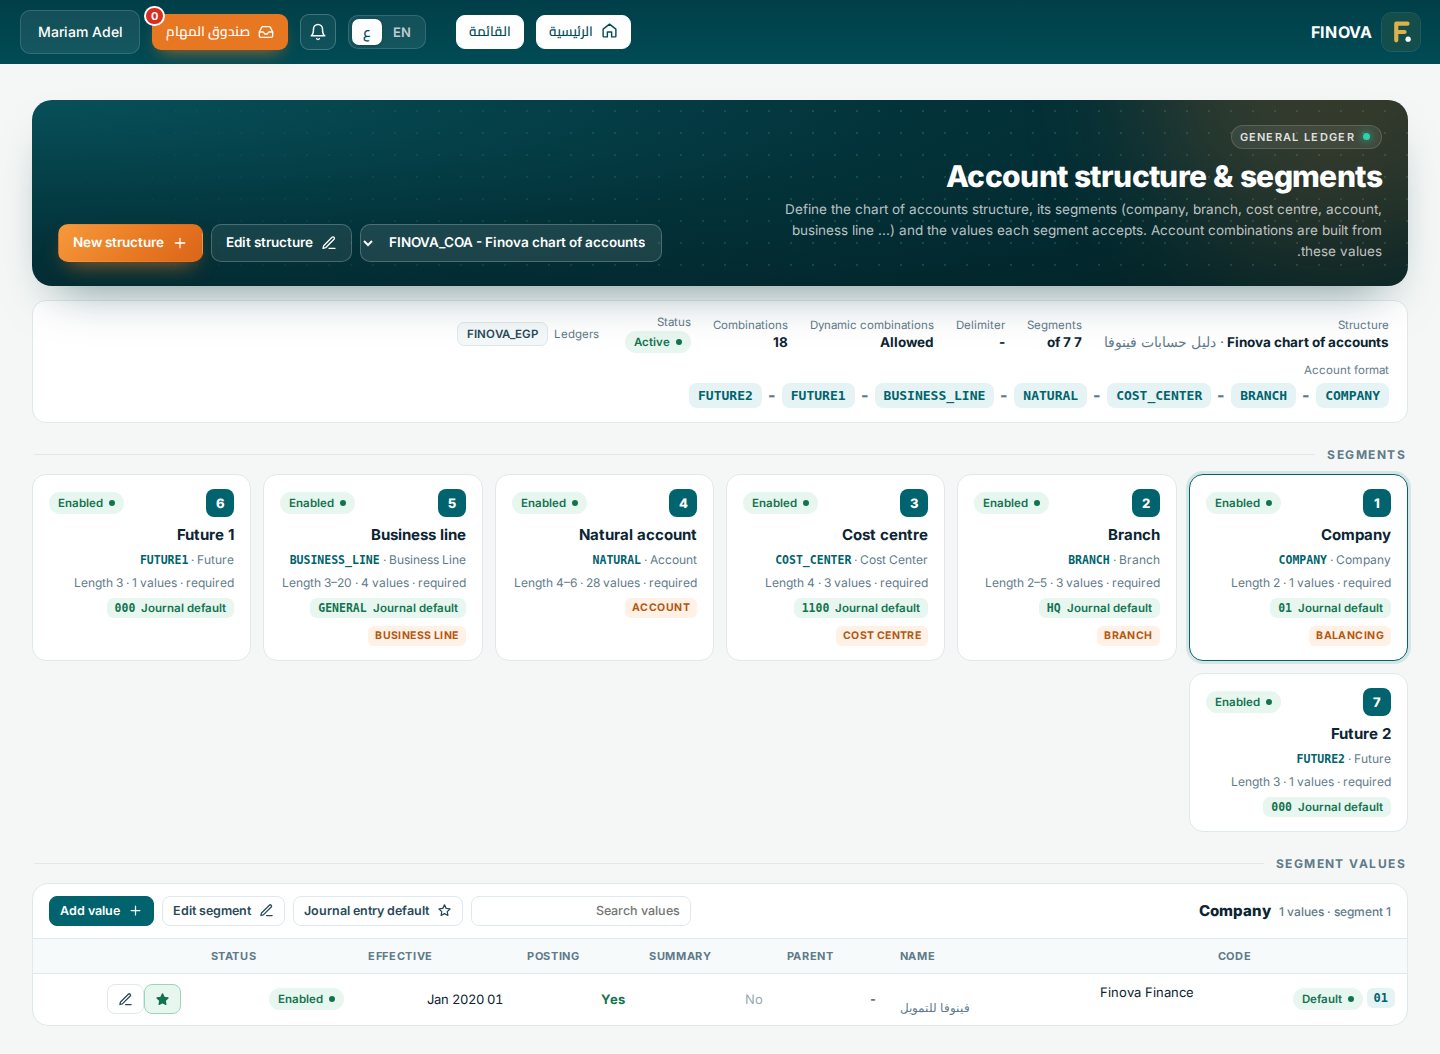 FINOVA
الرئيسية
القائمة
EN
ع
صندوق المهام
0
Mariam Adel
GENERAL LEDGER
Account structure & segments
Define the chart of accounts structure, its segments (company, branch, cost centre, account,
business line ...) and the values each segment accepts. Account combinations are built from
these values.
FINOVA_COA - Finova chart of accounts
Edit structure
New structure
Structure
Finova chart of accounts · دليل حسابات فينوفا
Segments
7 of 7
Delimiter
-
Dynamic combinations
Allowed
Combinations
18
Status
Active
Ledgers FINOVA_EGP
Account format
COMPANY - BRANCH - COST_CENTER - NATURAL - BUSINESS_LINE - FUTURE1 - FUTURE2
SEGMENTS
1 Enabled
Company
COMPANY · Company
Length 2 · 1 values · required
01 Journal default
BALANCING
2 Enabled
Branch
BRANCH · Branch
Length 2–5 · 3 values · required
HQ Journal default
BRANCH
3 Enabled
Cost centre
COST_CENTER · Cost Center
Length 4 · 3 values · required
1100 Journal default
COST CENTRE
4 Enabled
Natural account
NATURAL · Account
Length 4–6 · 28 values · required
ACCOUNT
5 Enabled
Business line
BUSINESS_LINE · Business Line
Length 3–20 · 4 values · required
GENERAL Journal default
BUSINESS LINE
6 Enabled
Future 1
FUTURE1 · Future
Length 3 · 1 values · required
000 Journal default
7 Enabled
Future 2
FUTURE2 · Future
Length 3 · 1 values · required
000 Journal default
SEGMENT VALUES
Company 1 values · segment 1
Search values
Journal entry default
Edit segment
Add value
CODE NAME PARENT SUMMARY POSTING EFFECTIVE STATUS
01 Default Finova Finance - No Yes 01 Jan 2020 Enabled
فينوفا للتمويل